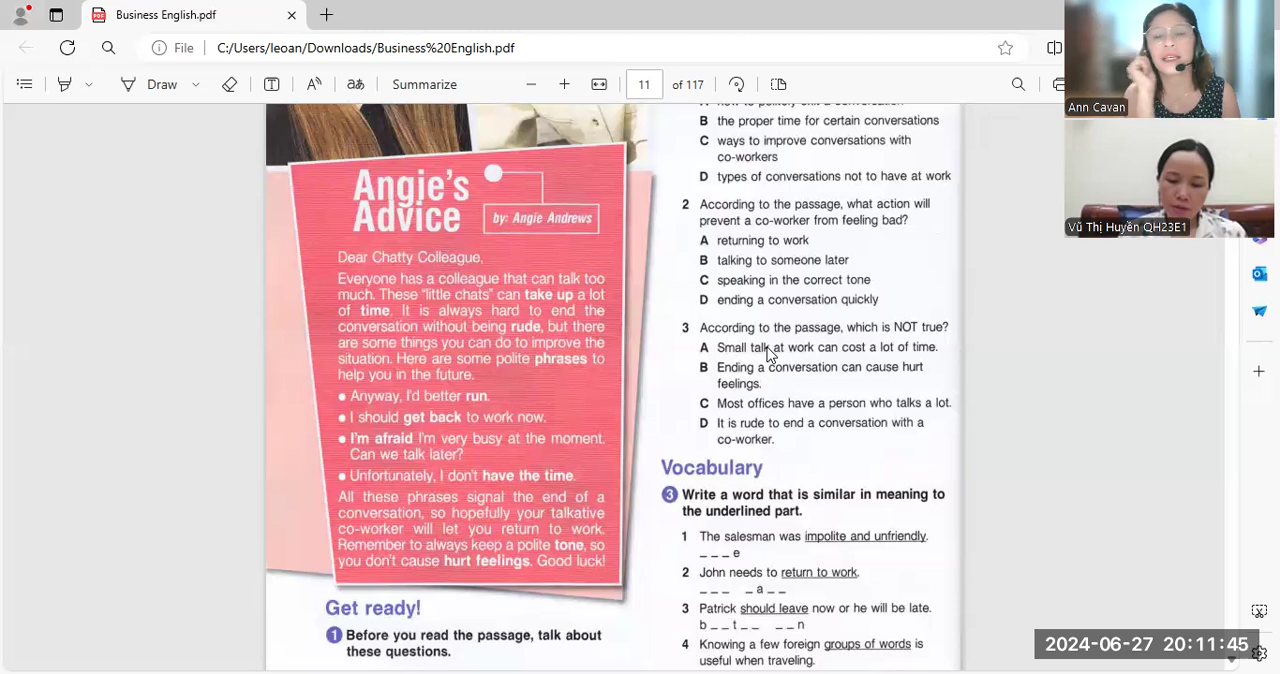 Business English.pdf
File
C:/Users/leoan/Downloads/Business%20English.pdf
Draw
aあ
Summarize
11
of 117
Ann Cavan
Vũ Thị Huyền QH23E1
Angie's
Advice
by: Angie Andrews
Dear Chatty Colleague,
Everyone has a colleague that can talk too
much. These "little chats" can take up a lot
of time. It is always hard to end the
conversation without being rude, but there
are some things you can do to improve the
situation. Here are some polite phrases to
help you in the future.
• Anyway, I'd better run.
• I should get back to work now.
• I'm afraid I'm very busy at the moment.
Can we talk later?
• Unfortunately, I don't have the time.
All these phrases signal the end of a
conversation, so hopefully your talkative
co-worker will let you return to work.
Remember to always keep a polite tone, so
you don't cause hurt feelings. Good luck!
Get ready!
1 Before you read the passage, talk about
these questions.
A how to politely exit a conversation
B the proper time for certain conversations
C ways to improve conversations with
co-workers
D types of conversations not to have at work
2 According to the passage, what action will
prevent a co-worker from feeling bad?
A returning to work
B talking to someone later
C speaking in the correct tone
D ending a conversation quickly
3 According to the passage, which is NOT true?
A Small talk at work can cost a lot of time.
B Ending a conversation can cause hurt
feelings.
C Most offices have a person who talks a lot.
D It is rude to end a conversation with a
co-worker.
Vocabulary
3 Write a word that is similar in meaning to
the underlined part.
1 The salesman was impolite and unfriendly.
_ _ _ e
2 John needs to return to work.
_ _ _ _ a _ _
3 Patrick should leave now or he will be late.
b _ _ t _ _ _ _ n
4 Knowing a few foreign groups of words is
useful when traveling.
2024-06-27 20:11:45